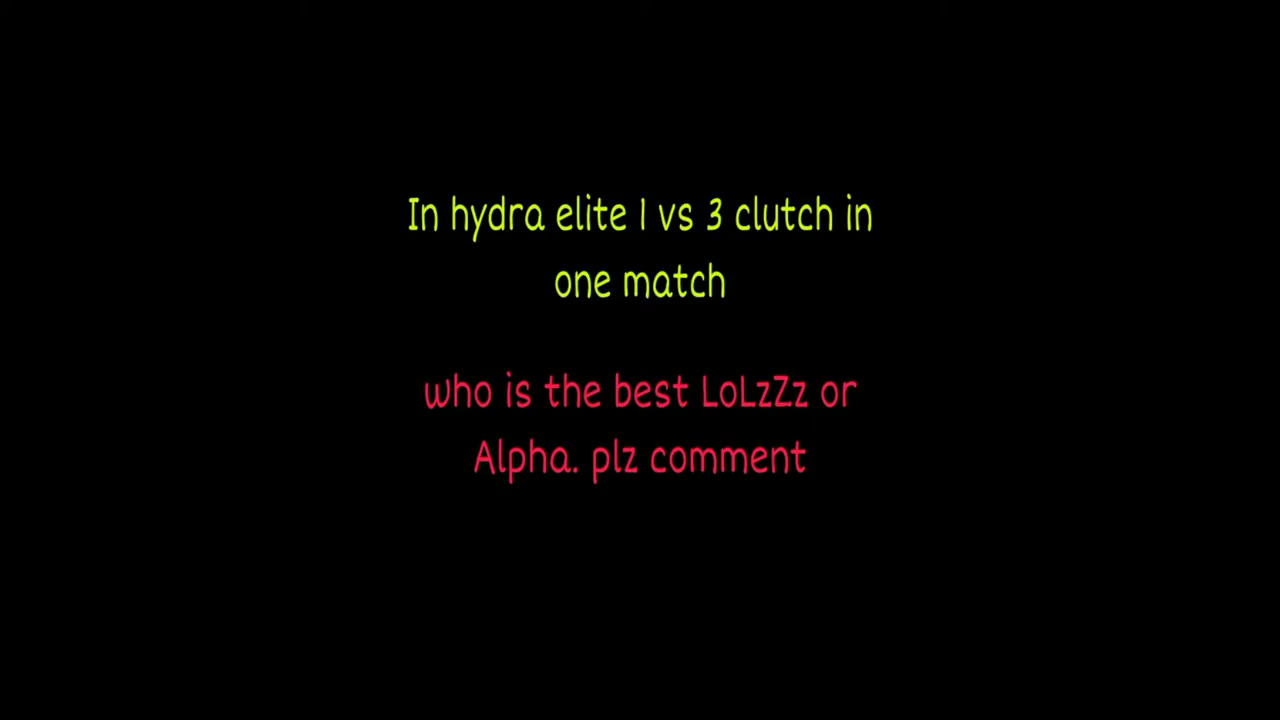 In hydra elite 1 vs 3 clutch in
one match
who is the best LoLzZz or
Alpha. plz comment